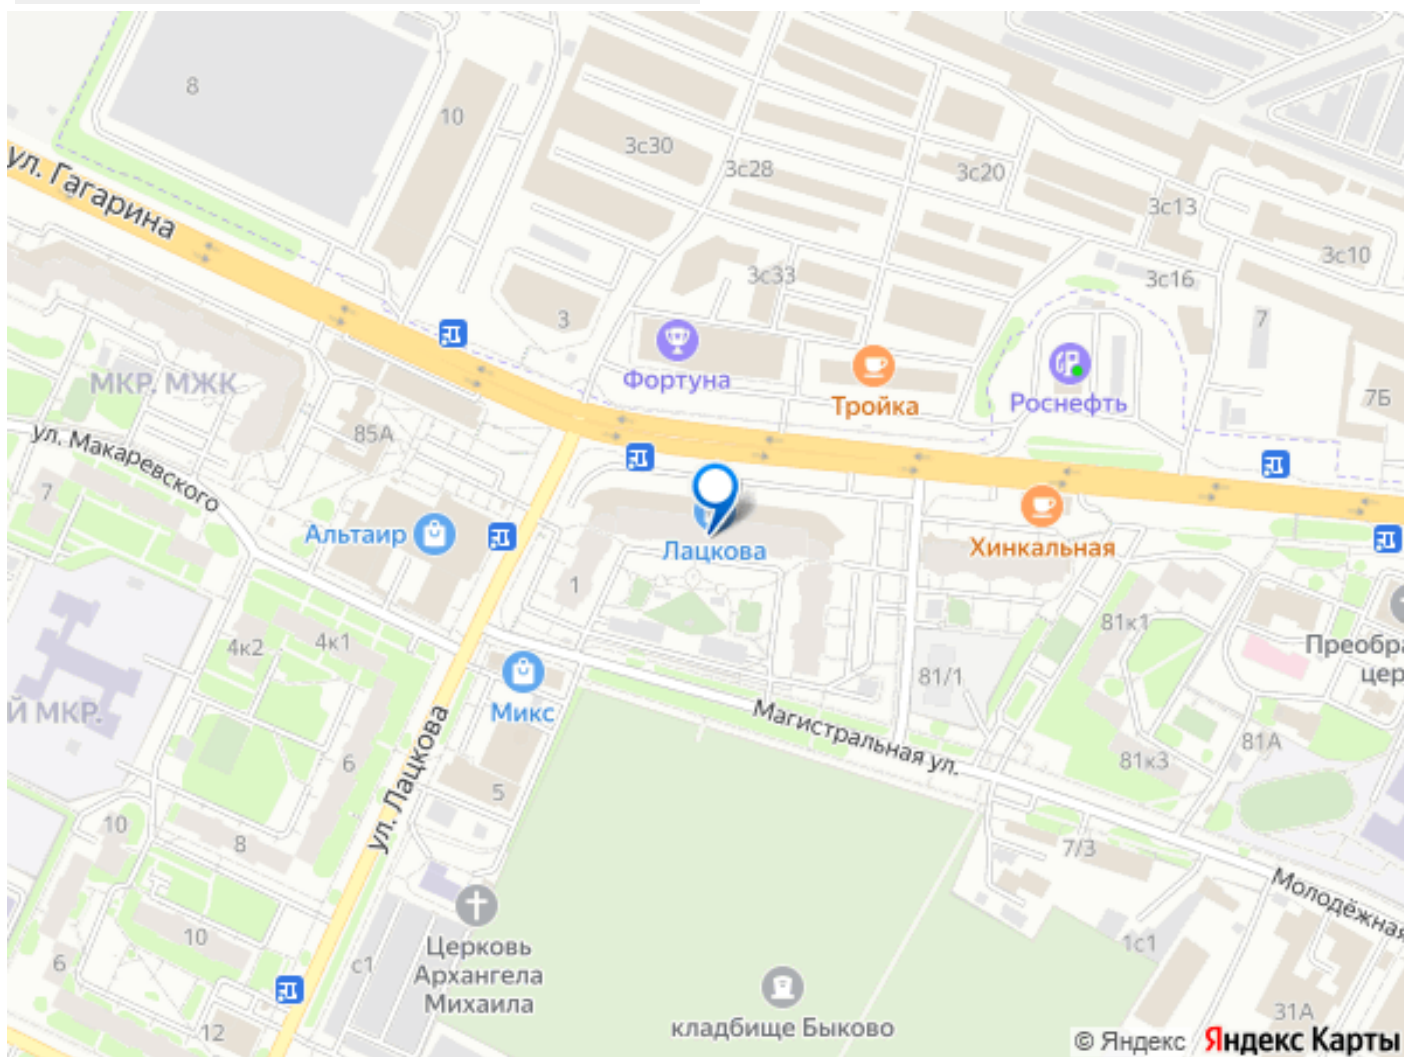 8
10
ул. Гагарина
3с30
3с28
3с20
3с13
3с10
3с16
3с33
3
7
Фортуна
Тройка
Роснефть
7Б
МКР. МЖК
85А
ул. Макаревского
7
Альтаир
Лацкова
Хинкальная
1
4к2
4к1
81к1
Преобра
цер
81/1
Й МКР.
Микс
Магистральная ул.
81А
81к3
6
ул. Лацкова
5
10
8
7/3
Молодёжная
10
6
с1
Церковь
Архангела
Михаила
1с1
12
кладбище Быково
31А
© Яндекс Яндекс Карты